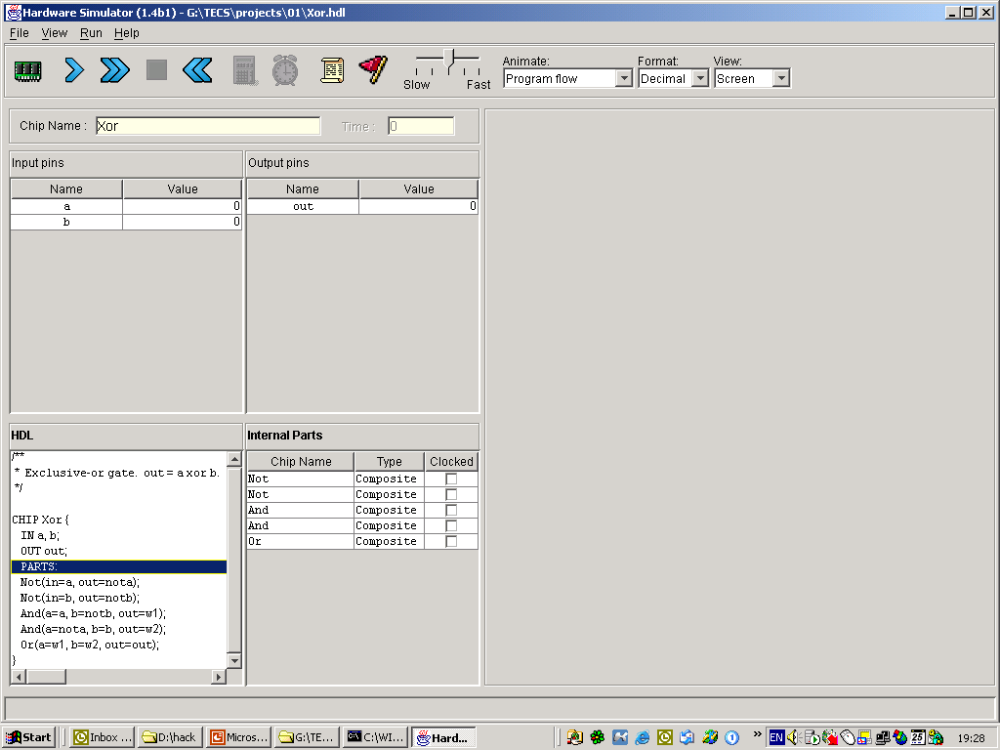 Hardware Simulator (1.4b1) - G:\TECS\projects\01\Xor.hdl
File View Run Help
Slow Fast
Animate: Format: View:
Program flow Decimal Screen
Chip Name : Xor Time : 0
Input pins
Name Value
a 0
b 0
Output pins
Name Value
out 0
HDL
/**
* Exclusive-or gate. out = a xor b.
*/
CHIP Xor {
IN a, b;
OUT out;
PARTS:
Not(in=a, out=nota);
Not(in=b, out=notb);
And(a=a, b=notb, out=w1);
And(a=nota, b=b, out=w2);
Or(a=w1, b=w2, out=out);
}
Internal Parts
Chip Name Type Clocked
Not Composite
Not Composite
And Composite
And Composite
Or Composite
Start Inbox ... D:\hack Micros... G:\TE... C:\WI... Hard... » EN 25 19:28